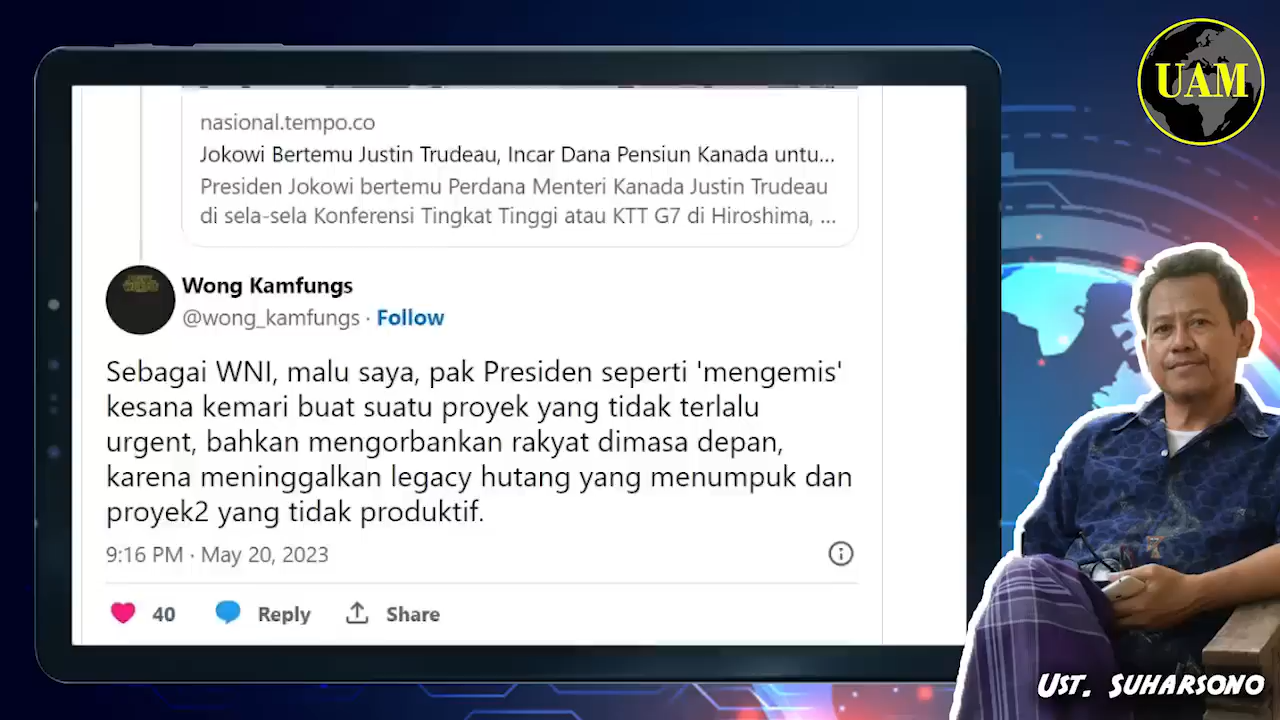 UAM
nasional.tempo.co
Jokowi Bertemu Justin Trudeau, Incar Dana Pensiun Kanada untu...
Presiden Jokowi bertemu Perdana Menteri Kanada Justin Trudeau
di sela-sela Konferensi Tingkat Tinggi atau KTT G7 di Hiroshima, ...
Wong Kamfungs
@wong_kamfungs · Follow
Sebagai WNI, malu saya, pak Presiden seperti 'mengemis'
kesana kemari buat suatu proyek yang tidak terlalu
urgent, bahkan mengorbankan rakyat dimasa depan,
karena meninggalkan legacy hutang yang menumpuk dan
proyek2 yang tidak produktif.
9:16 PM · May 20, 2023
40 Reply Share
UST. SUHARSONO